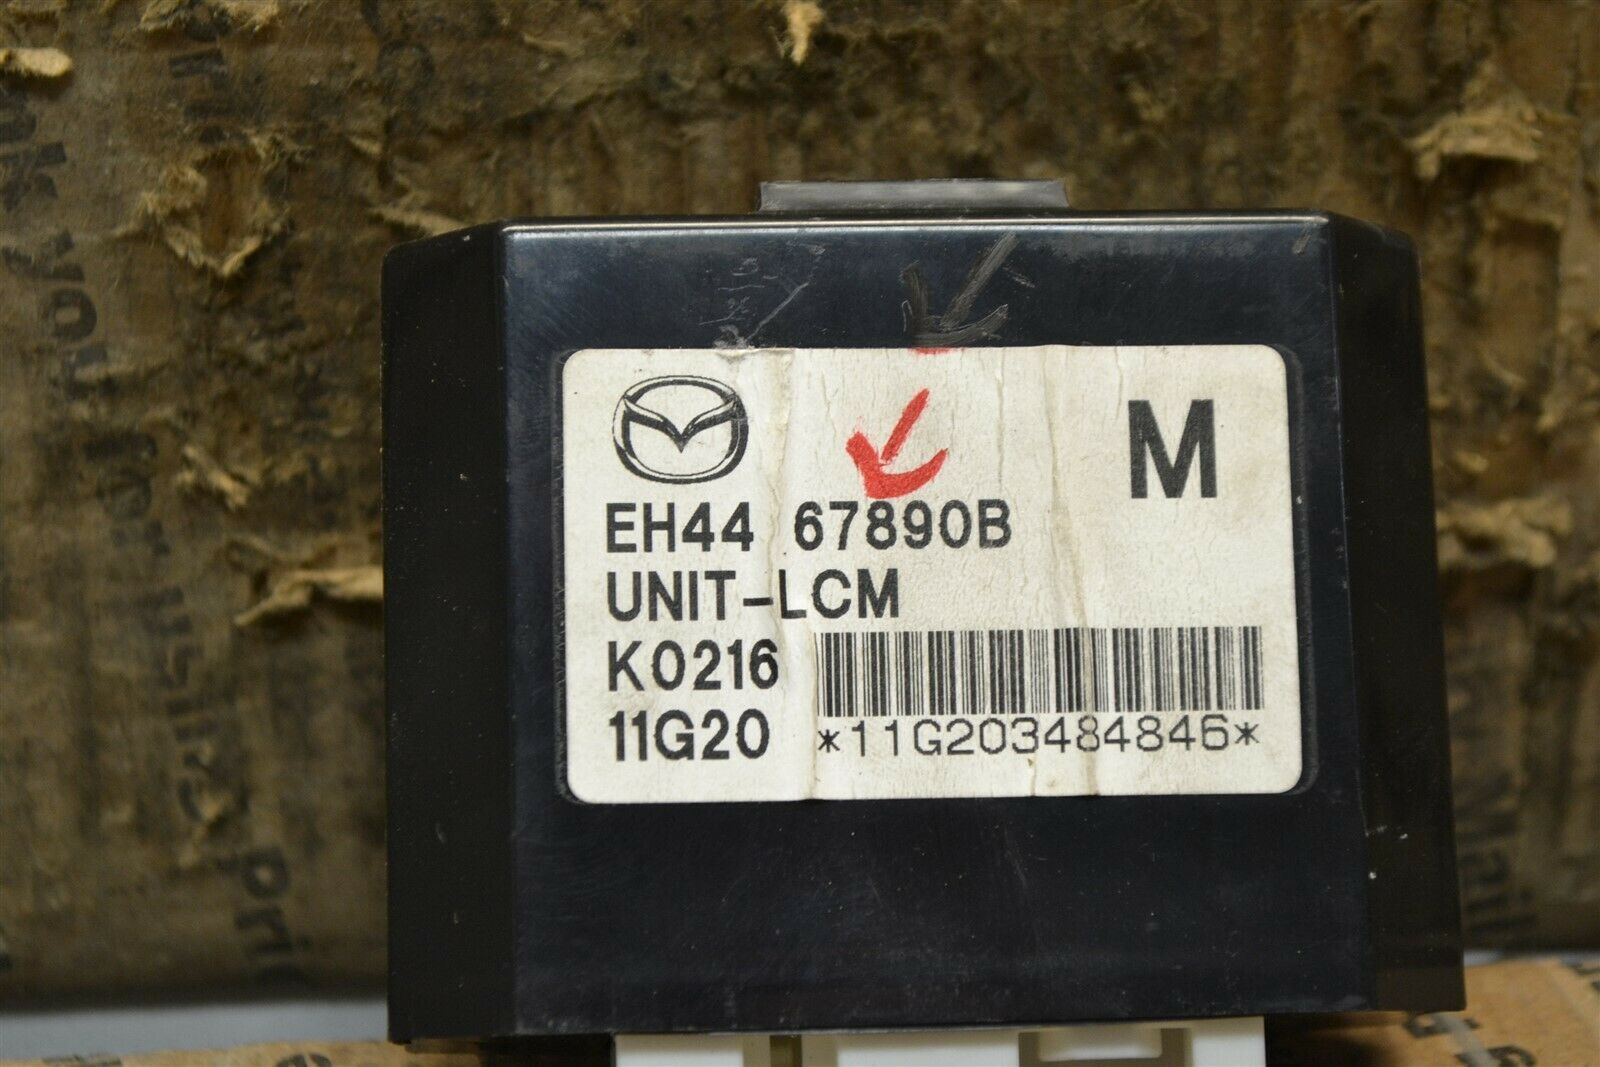 M
EH44 67890B
UNIT-LCM
K0216
11G20 *11G203484846*